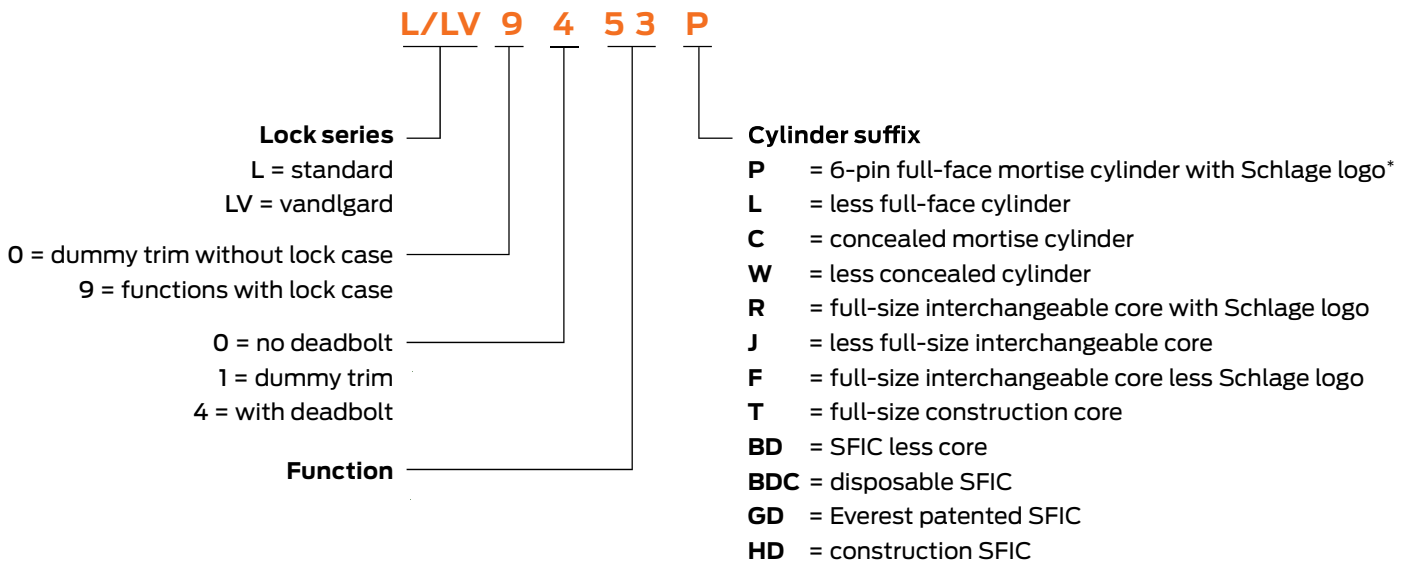 L/LV 9 4 5 3 P
Lock series
L = standard
LV = vandlgard
0 = dummy trim without lock case
9 = functions with lock case
0 = no deadbolt
1 = dummy trim
4 = with deadbolt
Function
Cylinder suffix
P = 6-pin full-face mortise cylinder with Schlage logo*
L = less full-face cylinder
C = concealed mortise cylinder
W = less concealed cylinder
R = full-size interchangeable core with Schlage logo
J = less full-size interchangeable core
F = full-size interchangeable core less Schlage logo
T = full-size construction core
BD = SFIC less core
BDC = disposable SFIC
GD = Everest patented SFIC
HD = construction SFIC